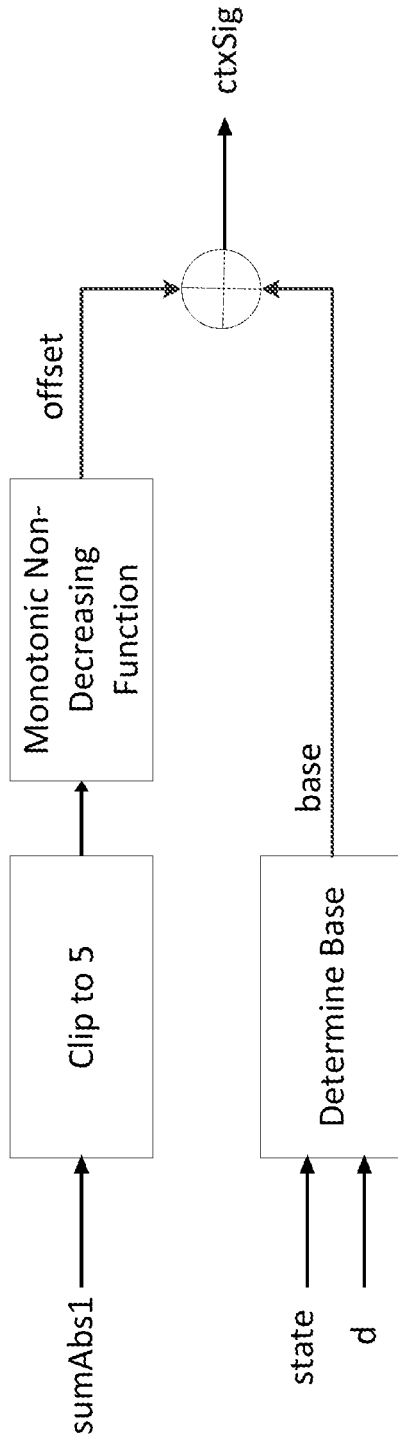 sumAbs1
Clip to 5
Monotonic Non-
Decreasing
Function
offset
state
d
Determine Base
base
ctxSig